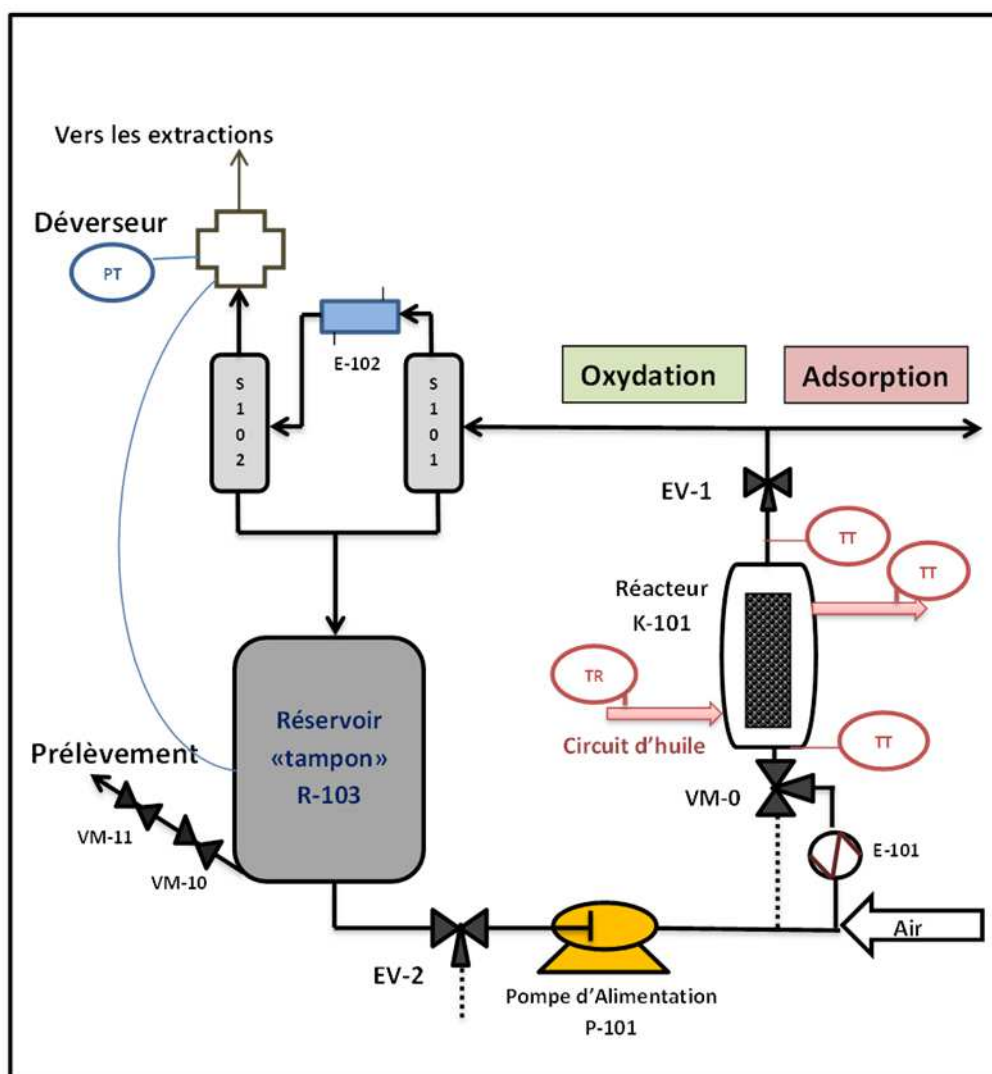 Vers les extractions
Déverseur
PT
E-102
S
1
0
2
S
1
0
1
Oxydation
Adsorption
EV-1
TT
TT
Réacteur
K-101
TR
Circuit d'huile
TT
VM-0
E-101
Réservoir
«tampon»
R-103
Prélèvement
VM-11
VM-10
EV-2
Air
Pompe d'Alimentation
P-101